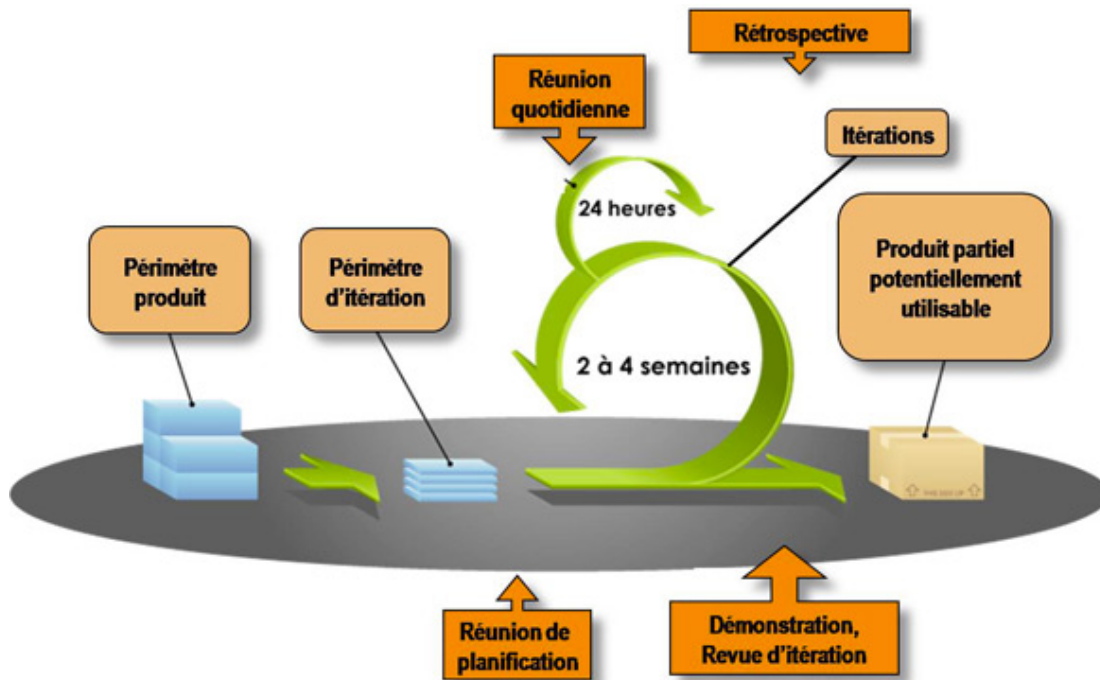 Rétrospective
Réunion
quotidienne
Itérations
24 heures
Périmètre
produit
Périmètre
d'itération
Produit partiel
potentiellement
utilisable
2 à 4 semaines
Réunion de
planification
Démonstration,
Revue d'itération